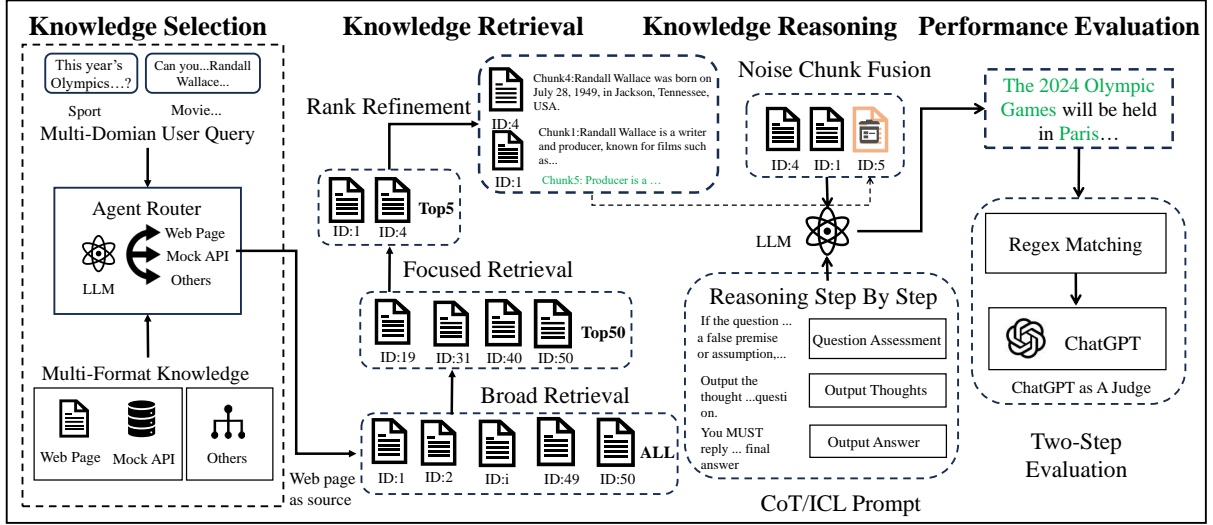 Knowledge Selection
This year's
Olympics…?
Can you...Randall
Wallace...
Sport
Movie...
Multi-Domian User Query
Agent Router
LLM
Web Page
Mock API
Others
Multi-Format Knowledge
Web Page
Mock API
Others
Knowledge Retrieval
Rank Refinement
ID:4
Chunk4:Randall Wallace was born on
July 28, 1949, in Jackson, Tennessee,
USA.
ID:1
Chunk1:Randall Wallace is a writer
and producer, known for films such
as...
Chunk5: Producer is a …
ID:1
ID:4
Top5
Focused Retrieval
ID:19
ID:31
ID:40
ID:50
Top50
Broad Retrieval
ID:1
ID:2
ID:i
ID:49
ID:50
ALL
Web page
as source
Knowledge Reasoning
Noise Chunk Fusion
ID:4
ID:1
ID:5
LLM
Reasoning Step By Step
If the question ...
a false premise
or assumption,...
Question Assessment
Output the
thought ...questi
on.
Output Thoughts
You MUST
reply ... final
answer
Output Answer
CoT/ICL Prompt
Performance Evaluation
The 2024 Olympic
Games will be held
in Paris…
Regex Matching
ChatGPT
ChatGPT as A Judge
Two-Step
Evaluation